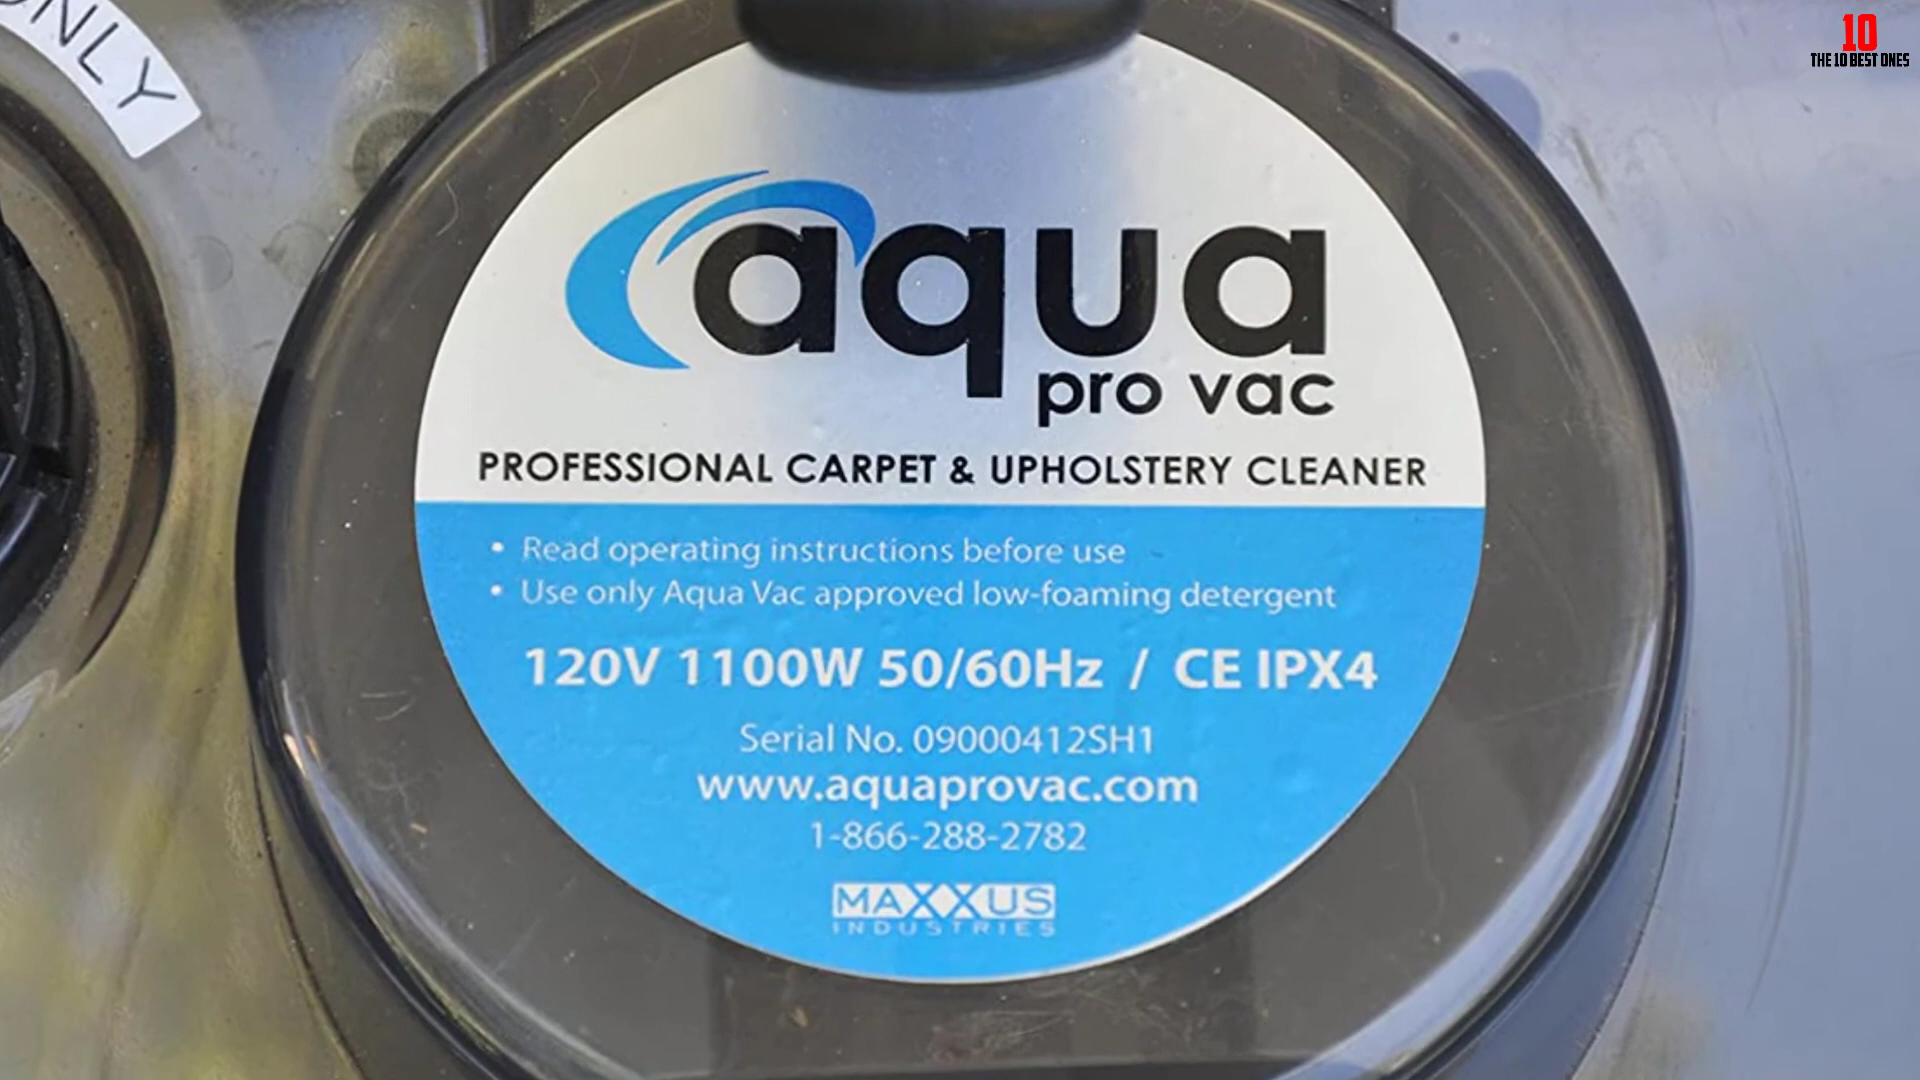 ONLY
10
THE 10 BEST ONES
aqua
pro vac
PROFESSIONAL CARPET & UPHOLSTERY CLEANER
• Read operating instructions before use
• Use only Aqua Vac approved low-foaming detergent
120V 1100W 50/60Hz / CE IPX4
Serial No. 09000412SH1
www.aquaprovac.com
1-866-288-2782
MAXXUS
INDUSTRIES